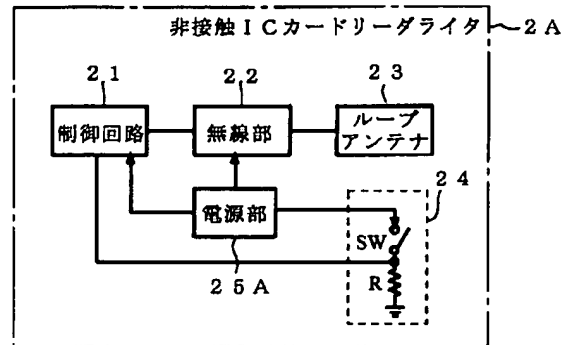 非接触ICカードリーダライタ
2A
21
22
23
制御回路
無線部
ループ
アンテナ
24
電源部
SW
R
25A